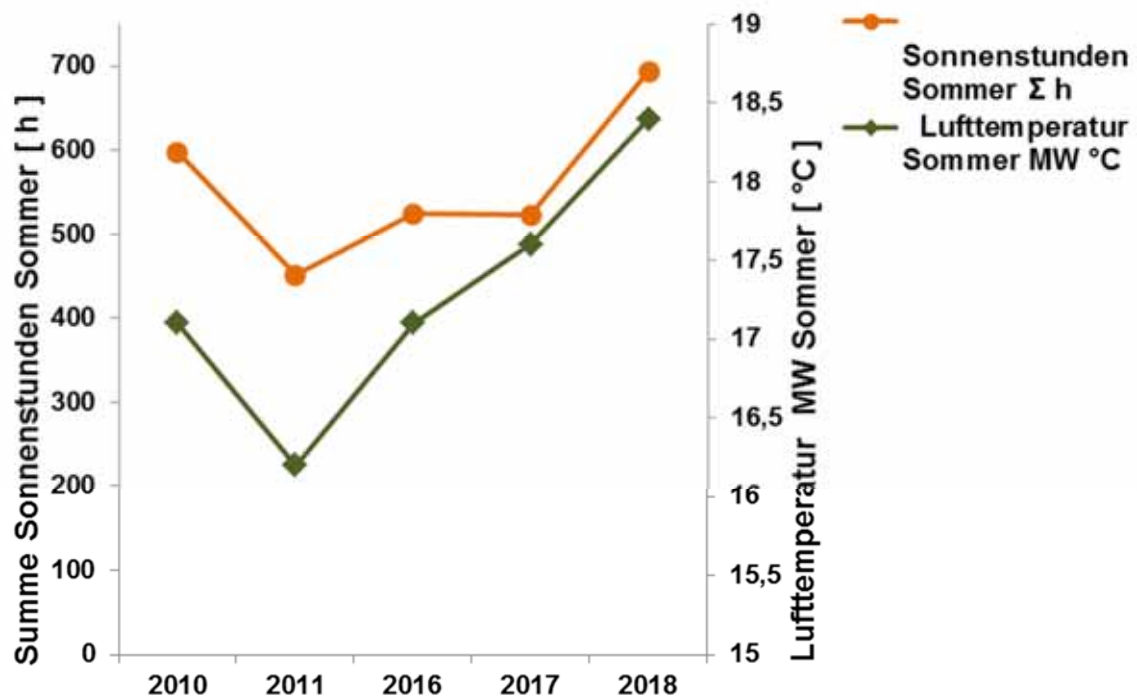 Summe Sonnenstunden Sommer [ h ]
700
600
500
400
300
200
100
0
2010 2011 2016 2017 2018
19
18,5
18
17,5
17
16,5
16
15,5
15
Lufttemperatur MW Sommer [ °C ]
Sonnenstunden
Sommer Σ h
Lufttemperatur
Sommer MW °C